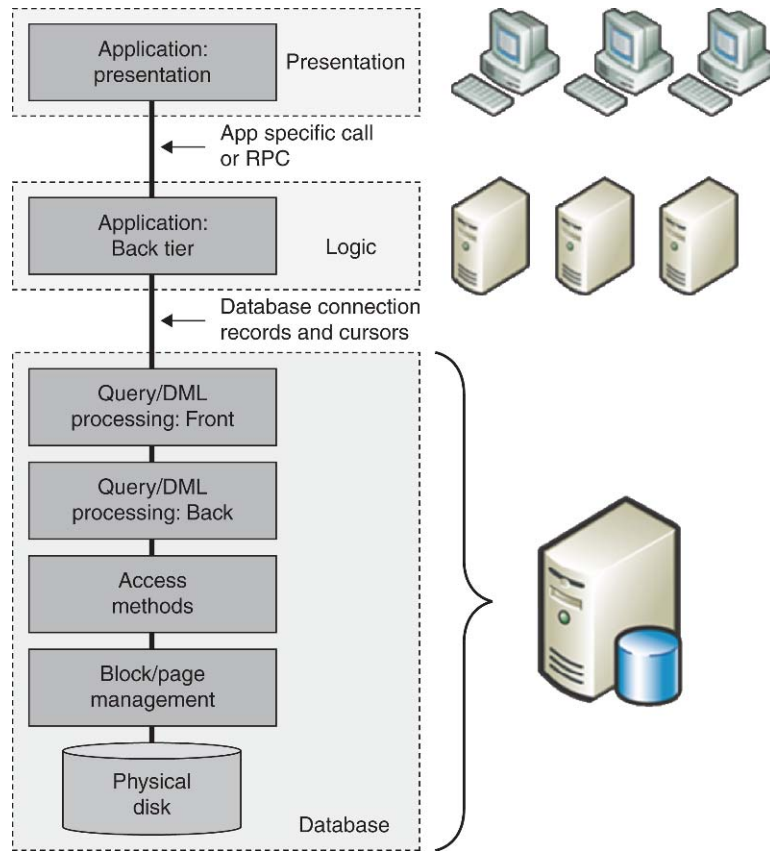 Application:
presentation
Presentation
App specific call
or RPC
Application:
Back tier
Logic
Database connection
records and cursors
Query/DML
processing: Front
Query/DML
processing: Back
Access
methods
Block/page
management
Physical
disk
Database